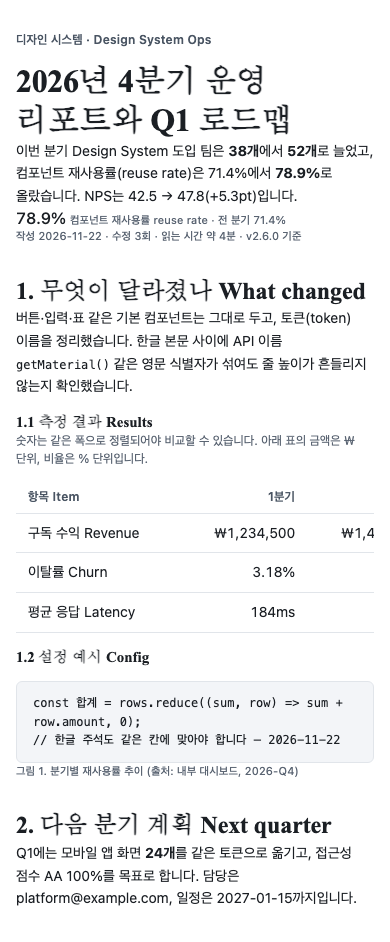 디자인 시스템 · Design System Ops
2026년 4분기 운영
리포트와 Q1 로드맵
이번 분기 Design System 도입 팀은 38개에서 52개로 늘었고,
컴포넌트 재사용률(reuse rate)은 71.4%에서 78.9%로
올랐습니다. NPS는 42.5 → 47.8(+5.3pt)입니다.
78.9% 컴포넌트 재사용률 reuse rate · 전 분기 71.4%
작성 2026-11-22 · 수정 3회 · 읽는 시간 약 4분 · v2.6.0 기준
1. 무엇이 달라졌나 What changed
버튼·입력·표 같은 기본 컴포넌트는 그대로 두고, 토큰(token)
이름을 정리했습니다. 한글 본문 사이에 API 이름
getMaterial() 같은 영문 식별자가 섞여도 줄 높이가 흔들리지
않는지 확인했습니다.
1.1 측정 결과 Results
숫자는 같은 폭으로 정렬되어야 비교할 수 있습니다. 아래 표의 금액은 ₩
단위, 비율은 % 단위입니다.
항목 Item 1분기
구독 수익 Revenue ₩1,234,500 ₩1,4
이탈률 Churn 3.18%
평균 응답 Latency 184ms
1.2 설정 예시 Config
const 합계 = rows.reduce((sum, row) => sum +
row.amount, 0);
// 한글 주석도 같은 칸에 맞아야 합니다 — 2026-11-22
그림 1. 분기별 재사용률 추이 (출처: 내부 대시보드, 2026-Q4)
2. 다음 분기 계획 Next quarter
Q1에는 모바일 앱 화면 24개를 같은 토큰으로 옮기고, 접근성
점수 AA 100%를 목표로 합니다. 담당은
platform@example.com, 일정은 2027-01-15까지입니다.